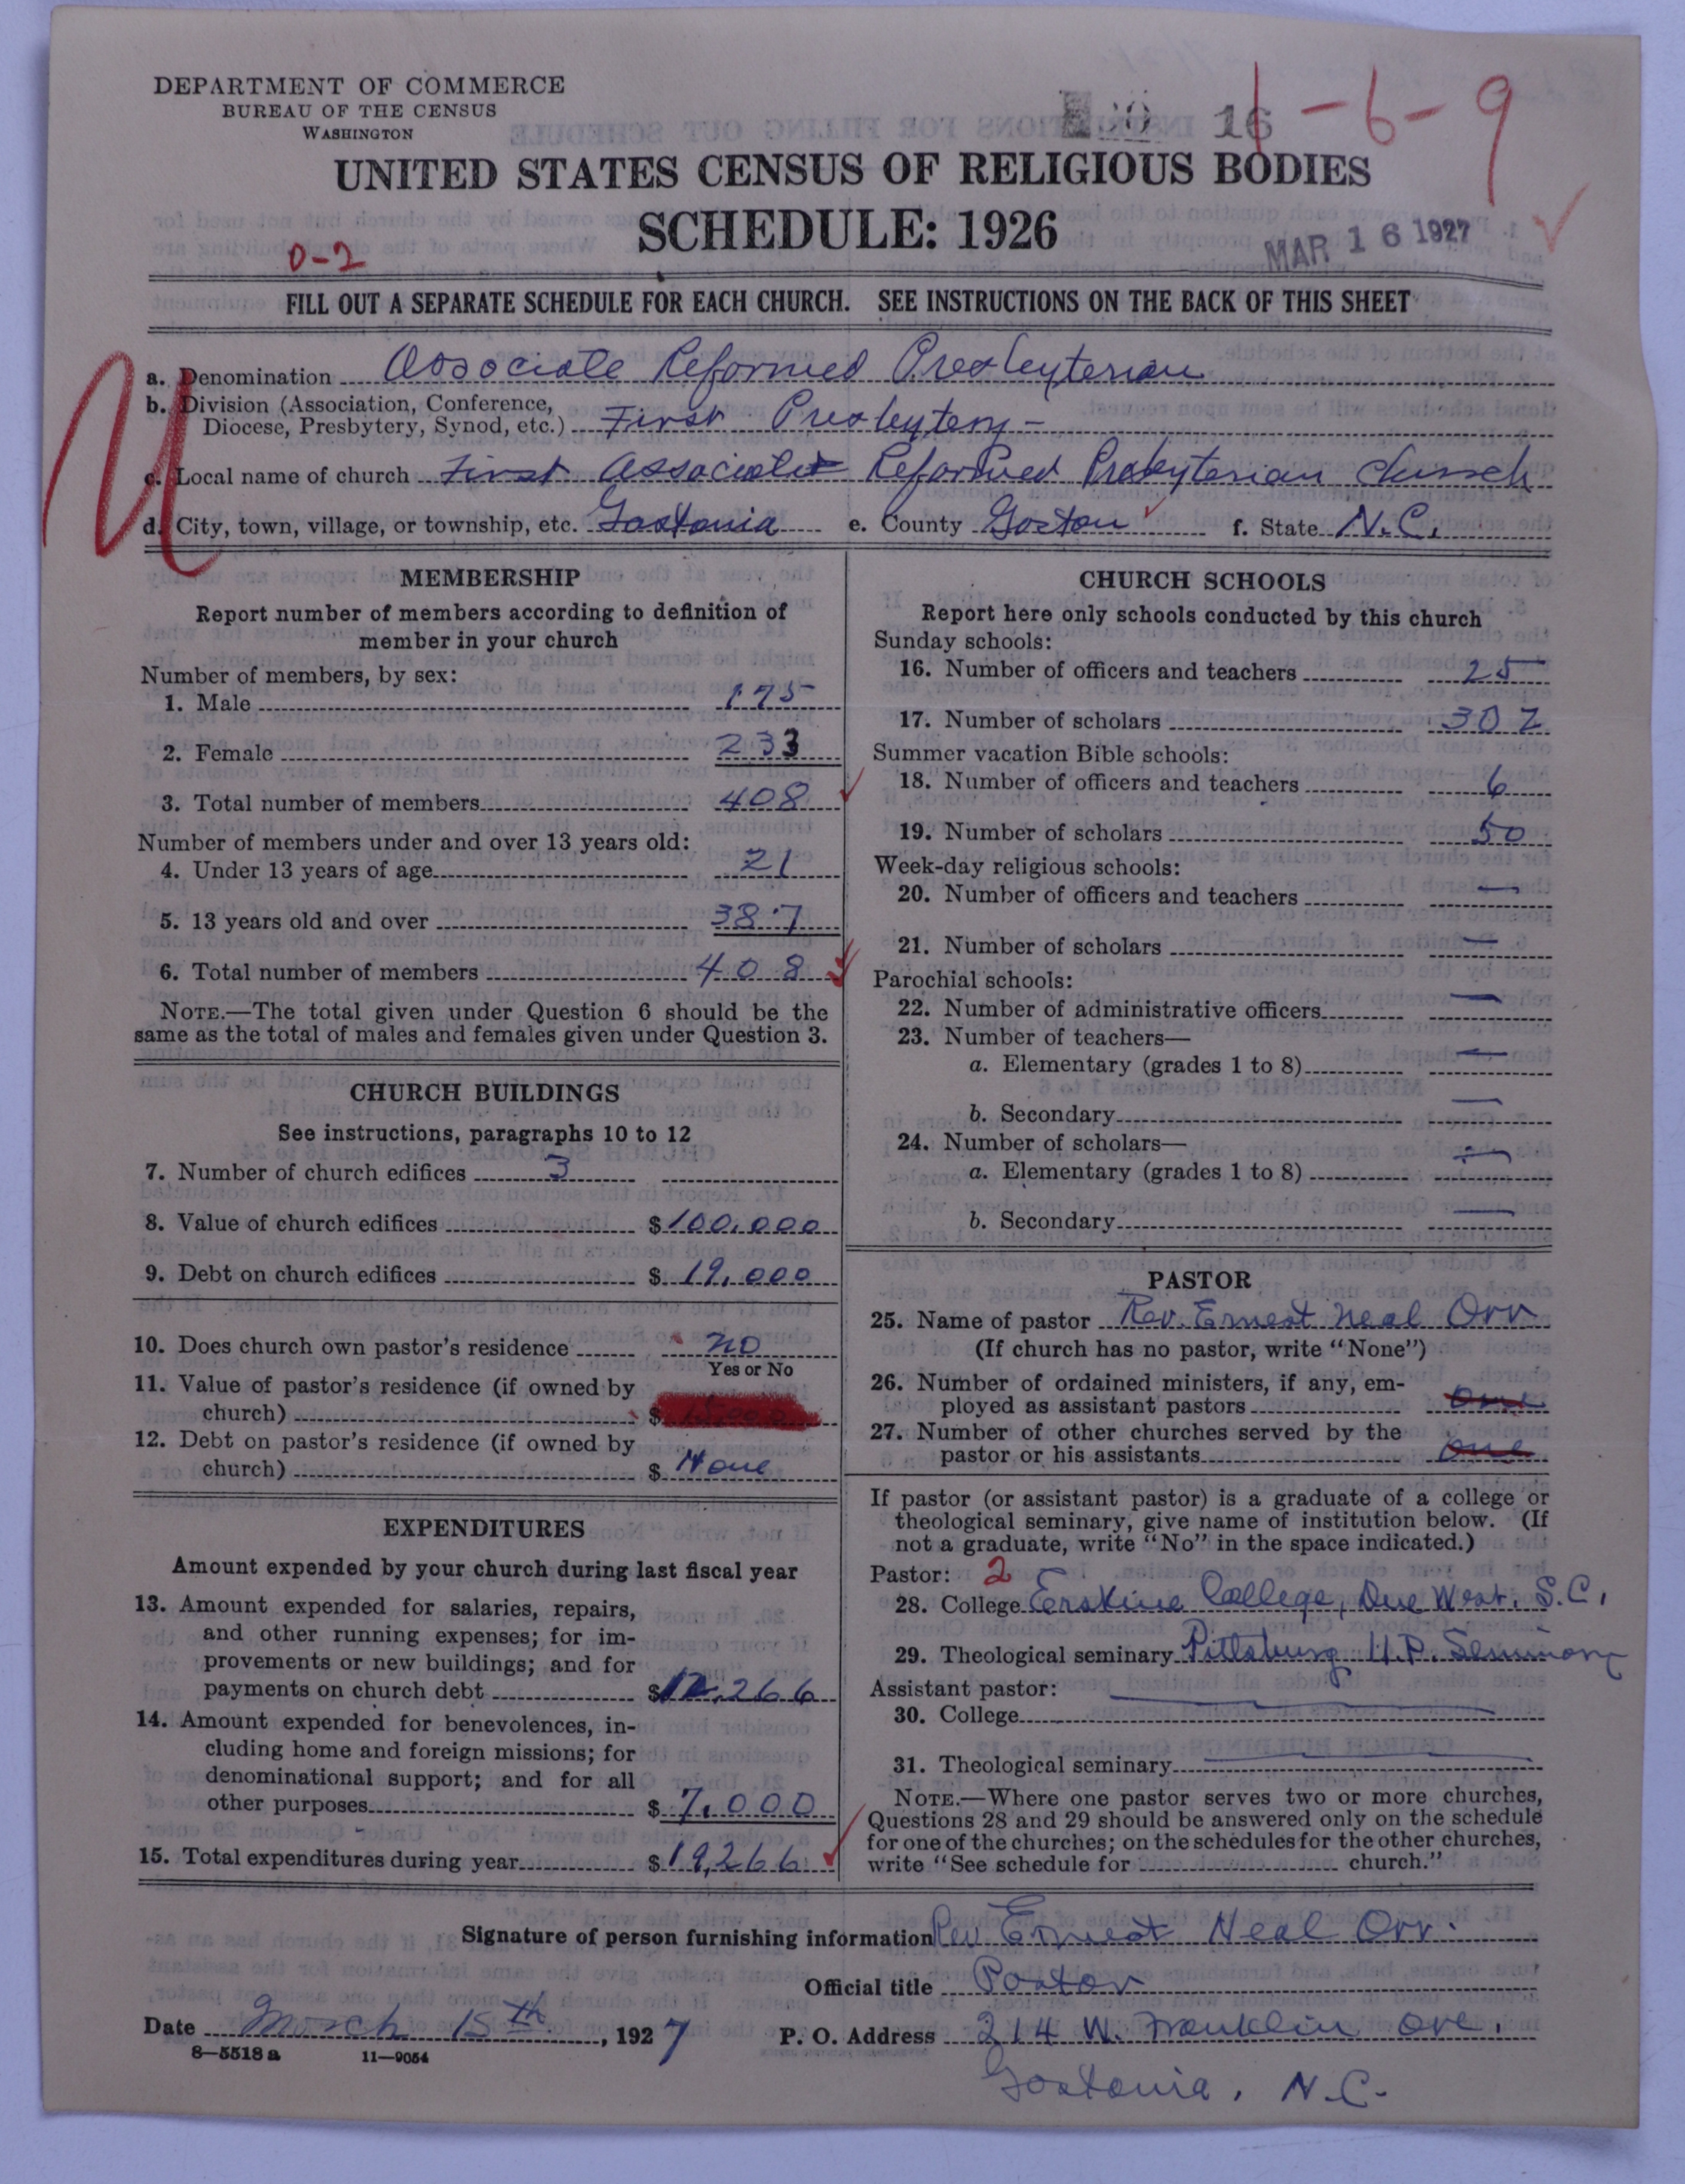 DEPARTMENT OF COMMERCE
BUREAU OF THE CENSUS
WASHINGTON
16
1-6-9
UNITED STATES CENSUS OF RELIGIOUS BODIES
SCHEDULE: 1926
0-2
MAR 16 1927
FILL OUT A SEPARATE SCHEDULE FOR EACH CHURCH. SEE INSTRUCTIONS ON THE BACK OF THIS SHEET
a. Denomination Associate Reformed Presbyterian
b. Division (Association, Conference,
Diocese, Presbytery, Synod, etc.) First Presbytery -
c. Local name of church First Associate Reformed Presbyterian Church
d. City, town, village, or township, etc. Gastonia e. County Gaston f. State N.C.
MEMBERSHIP
Report number of members according to definition of
member in your church
Number of members, by sex:
1. Male 175
2. Female 233
3. Total number of members 408
Number of members under and over 13 years old:
4. Under 13 years of age 21
5. 13 years old and over 387
6. Total number of members 408
NOTE.—The total given under Question 6 should be the
same as the total of males and females given under Question 3.
CHURCH BUILDINGS
See instructions, paragraphs 10 to 12
7. Number of church edifices 3
8. Value of church edifices $100,000
9. Debt on church edifices $ 19,000
10. Does church own pastor's residence no
Yes or No
11. Value of pastor's residence (if owned by
church) $
12. Debt on pastor's residence (if owned by
church) $ None
EXPENDITURES
Amount expended by your church during last fiscal year
13. Amount expended for salaries, repairs,
and other running expenses; for im-
provements or new buildings; and for
payments on church debt $12,266
14. Amount expended for benevolences, in-
cluding home and foreign missions; for
denominational support; and for all
other purposes $ 7,000
15. Total expenditures during year $19,266
CHURCH SCHOOLS
Report here only schools conducted by this church
Sunday schools:
16. Number of officers and teachers 25
17. Number of scholars 302
Summer vacation Bible schools:
18. Number of officers and teachers 6
19. Number of scholars 50
Week-day religious schools:
20. Number of officers and teachers —
21. Number of scholars —
Parochial schools:
22. Number of administrative officers —
23. Number of teachers—
a. Elementary (grades 1 to 8) —
b. Secondary —
24. Number of scholars—
a. Elementary (grades 1 to 8) —
b. Secondary —
PASTOR
25. Name of pastor Rev. Ernest Neal Orr
(If church has no pastor, write "None")
26. Number of ordained ministers, if any, em-
ployed as assistant pastors one
27. Number of other churches served by the
pastor or his assistants one
If pastor (or assistant pastor) is a graduate of a college or
theological seminary, give name of institution below. (If
not a graduate, write "No" in the space indicated.)
Pastor: 2
28. College Erskine College, Due West, S.C.
29. Theological seminary Pittsburg U.P. Seminary
Assistant pastor:
30. College
31. Theological seminary
NOTE.—Where one pastor serves two or more churches,
Questions 28 and 29 should be answered only on the schedule
for one of the churches; on the schedules for the other churches,
write "See schedule for church."
Signature of person furnishing information Rev Ernest Neal Orr.
Official title Pastor
Date March 15th, 1927 P. O. Address 214 W. Franklin ave.
8—5518 a 11—9054
Gastonia, N.C.